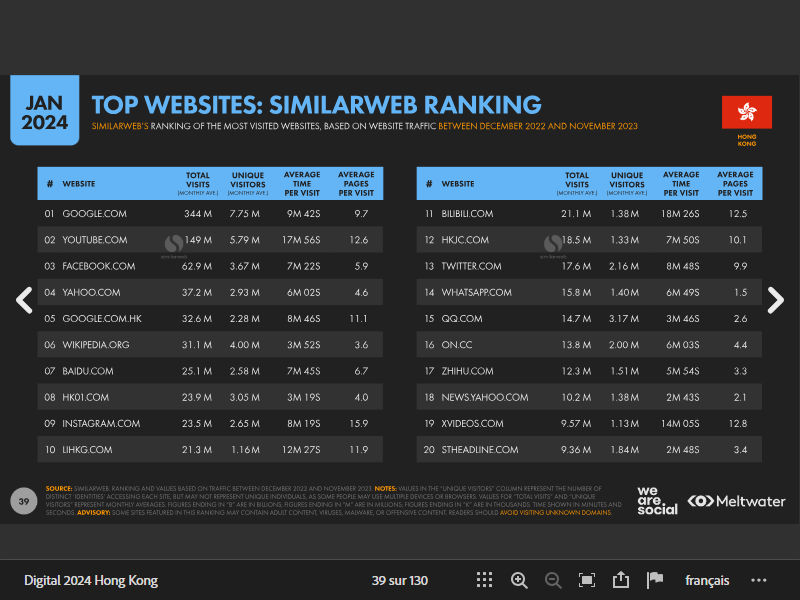 JAN
2024
TOP WEBSITES: SIMILARWEB RANKING
SIMILARWEB'S RANKING OF THE MOST VISITED WEBSITES, BASED ON WEBSITE TRAFFIC BETWEEN DECEMBER 2022 AND NOVEMBER 2023
HONG
KONG
# WEBSITE TOTAL VISITS (MONTHLY AVE.) UNIQUE VISITORS (MONTHLY AVE.) AVERAGE TIME PER VISIT AVERAGE PAGES PER VISIT
01 GOOGLE.COM 344 M 7.75 M 9M 42S 9.7
02 YOUTUBE.COM 149 M 5.79 M 17M 56S 12.6
03 FACEBOOK.COM 62.9 M 3.67 M 7M 22S 5.9
04 YAHOO.COM 37.2 M 2.93 M 6M 02S 4.6
05 GOOGLE.COM.HK 32.6 M 2.28 M 8M 46S 11.1
06 WIKIPEDIA.ORG 31.1 M 4.00 M 3M 52S 3.6
07 BAIDU.COM 25.1 M 2.58 M 7M 45S 6.7
08 HK01.COM 23.9 M 3.05 M 3M 19S 4.0
09 INSTAGRAM.COM 23.5 M 2.65 M 8M 19S 15.9
10 LIHKG.COM 21.3 M 1.16 M 12M 27S 11.9
# WEBSITE TOTAL VISITS (MONTHLY AVE.) UNIQUE VISITORS (MONTHLY AVE.) AVERAGE TIME PER VISIT AVERAGE PAGES PER VISIT
11 BILIBILI.COM 21.1 M 1.38 M 18M 26S 12.5
12 HKJC.COM 18.5 M 1.33 M 7M 50S 10.1
13 TWITTER.COM 17.6 M 2.16 M 8M 48S 9.9
14 WHATSAPP.COM 15.8 M 1.40 M 6M 49S 1.5
15 QQ.COM 14.7 M 3.17 M 3M 46S 2.6
16 ON.CC 13.8 M 2.00 M 6M 03S 4.4
17 ZHIHU.COM 12.3 M 1.51 M 5M 54S 3.3
18 NEWS.YAHOO.COM 10.2 M 1.38 M 2M 43S 2.1
19 XVIDEOS.COM 9.57 M 1.13 M 14M 05S 12.8
20 STHEADLINE.COM 9.36 M 1.84 M 2M 48S 3.4
39
SOURCE: SIMILARWEB. RANKING AND VALUES BASED ON TRAFFIC BETWEEN DECEMBER 2022 AND NOVEMBER 2023. NOTES: VALUES IN THE "UNIQUE VISITORS" COLUMN REPRESENT THE NUMBER OF
DISTINCT 'IDENTITIES' ACCESSING EACH SITE, BUT MAY NOT REPRESENT UNIQUE INDIVIDUALS, AS SOME PEOPLE MAY USE MULTIPLE DEVICES OR BROWSERS. VALUES FOR "TOTAL VISITS" AND "UNIQUE
VISITORS" REPRESENT MONTHLY AVERAGES. FIGURES ENDING IN "B" ARE IN BILLIONS; FIGURES ENDING IN "M" ARE IN MILLIONS; FIGURES ENDING IN "K" ARE IN THOUSANDS. TIME SHOWN IN MINUTES AND
SECONDS. ADVISORY: SOME SITES FEATURED IN THIS RANKING MAY CONTAIN ADULT CONTENT, VIRUSES, MALWARE, OR OFFENSIVE CONTENT. READERS SHOULD AVOID VISITING UNKNOWN DOMAINS.
we
are.
social
Meltwater
Digital 2024 Hong Kong
39 sur 130
français